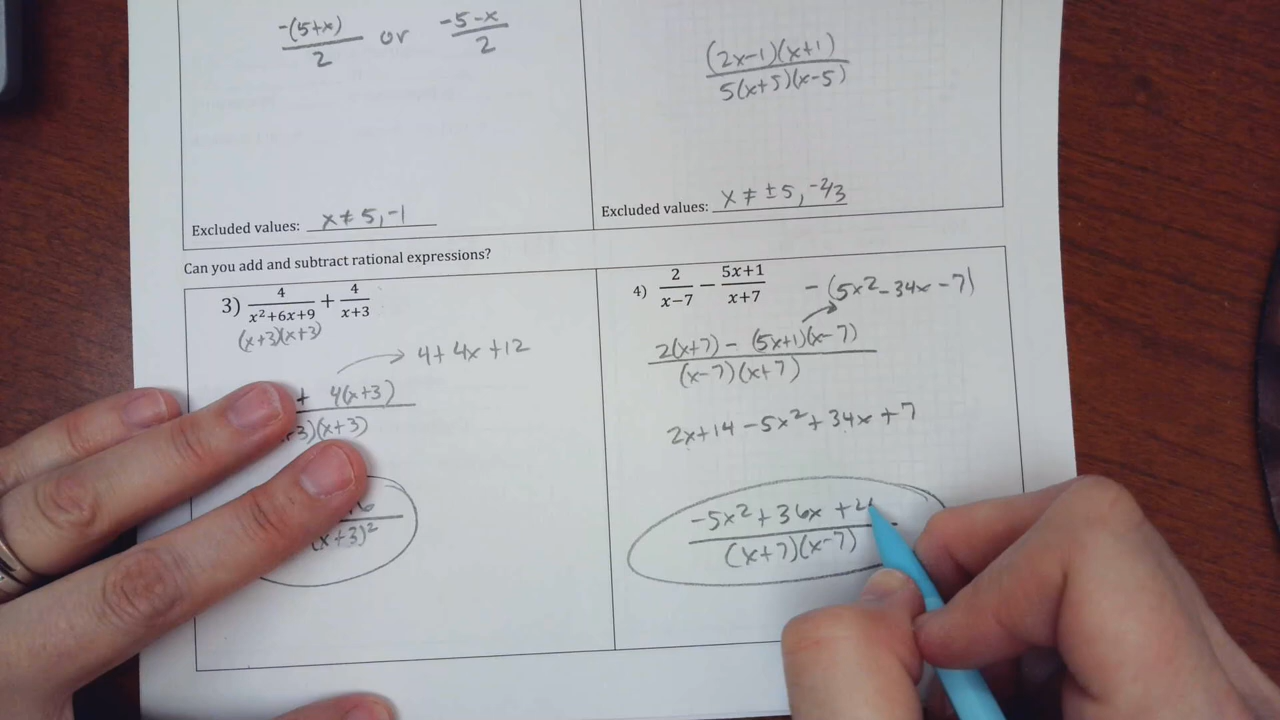 -(5+x)/2 or -5-x/2
(2x-1)(x+1)
5(x+5)(x-5)
Excluded values: x ≠ 5, -1
Excluded values: x ≠ ±5, -2/3
Can you add and subtract rational expressions?
3) 4/(x²+6x+9) + 4/(x+3)
(x+3)(x+3)
4+4x+12
+ 4(x+3)
3)(x+3)
(x+3)²
4) 2/(x-7) - (5x+1)/(x+7)
-(5x²-34x-7)
2(x+7) - (5x+1)(x-7)
(x-7)(x+7)
2x+14-5x²+34x+7
-5x²+36x+2
(x+7)(x-7)